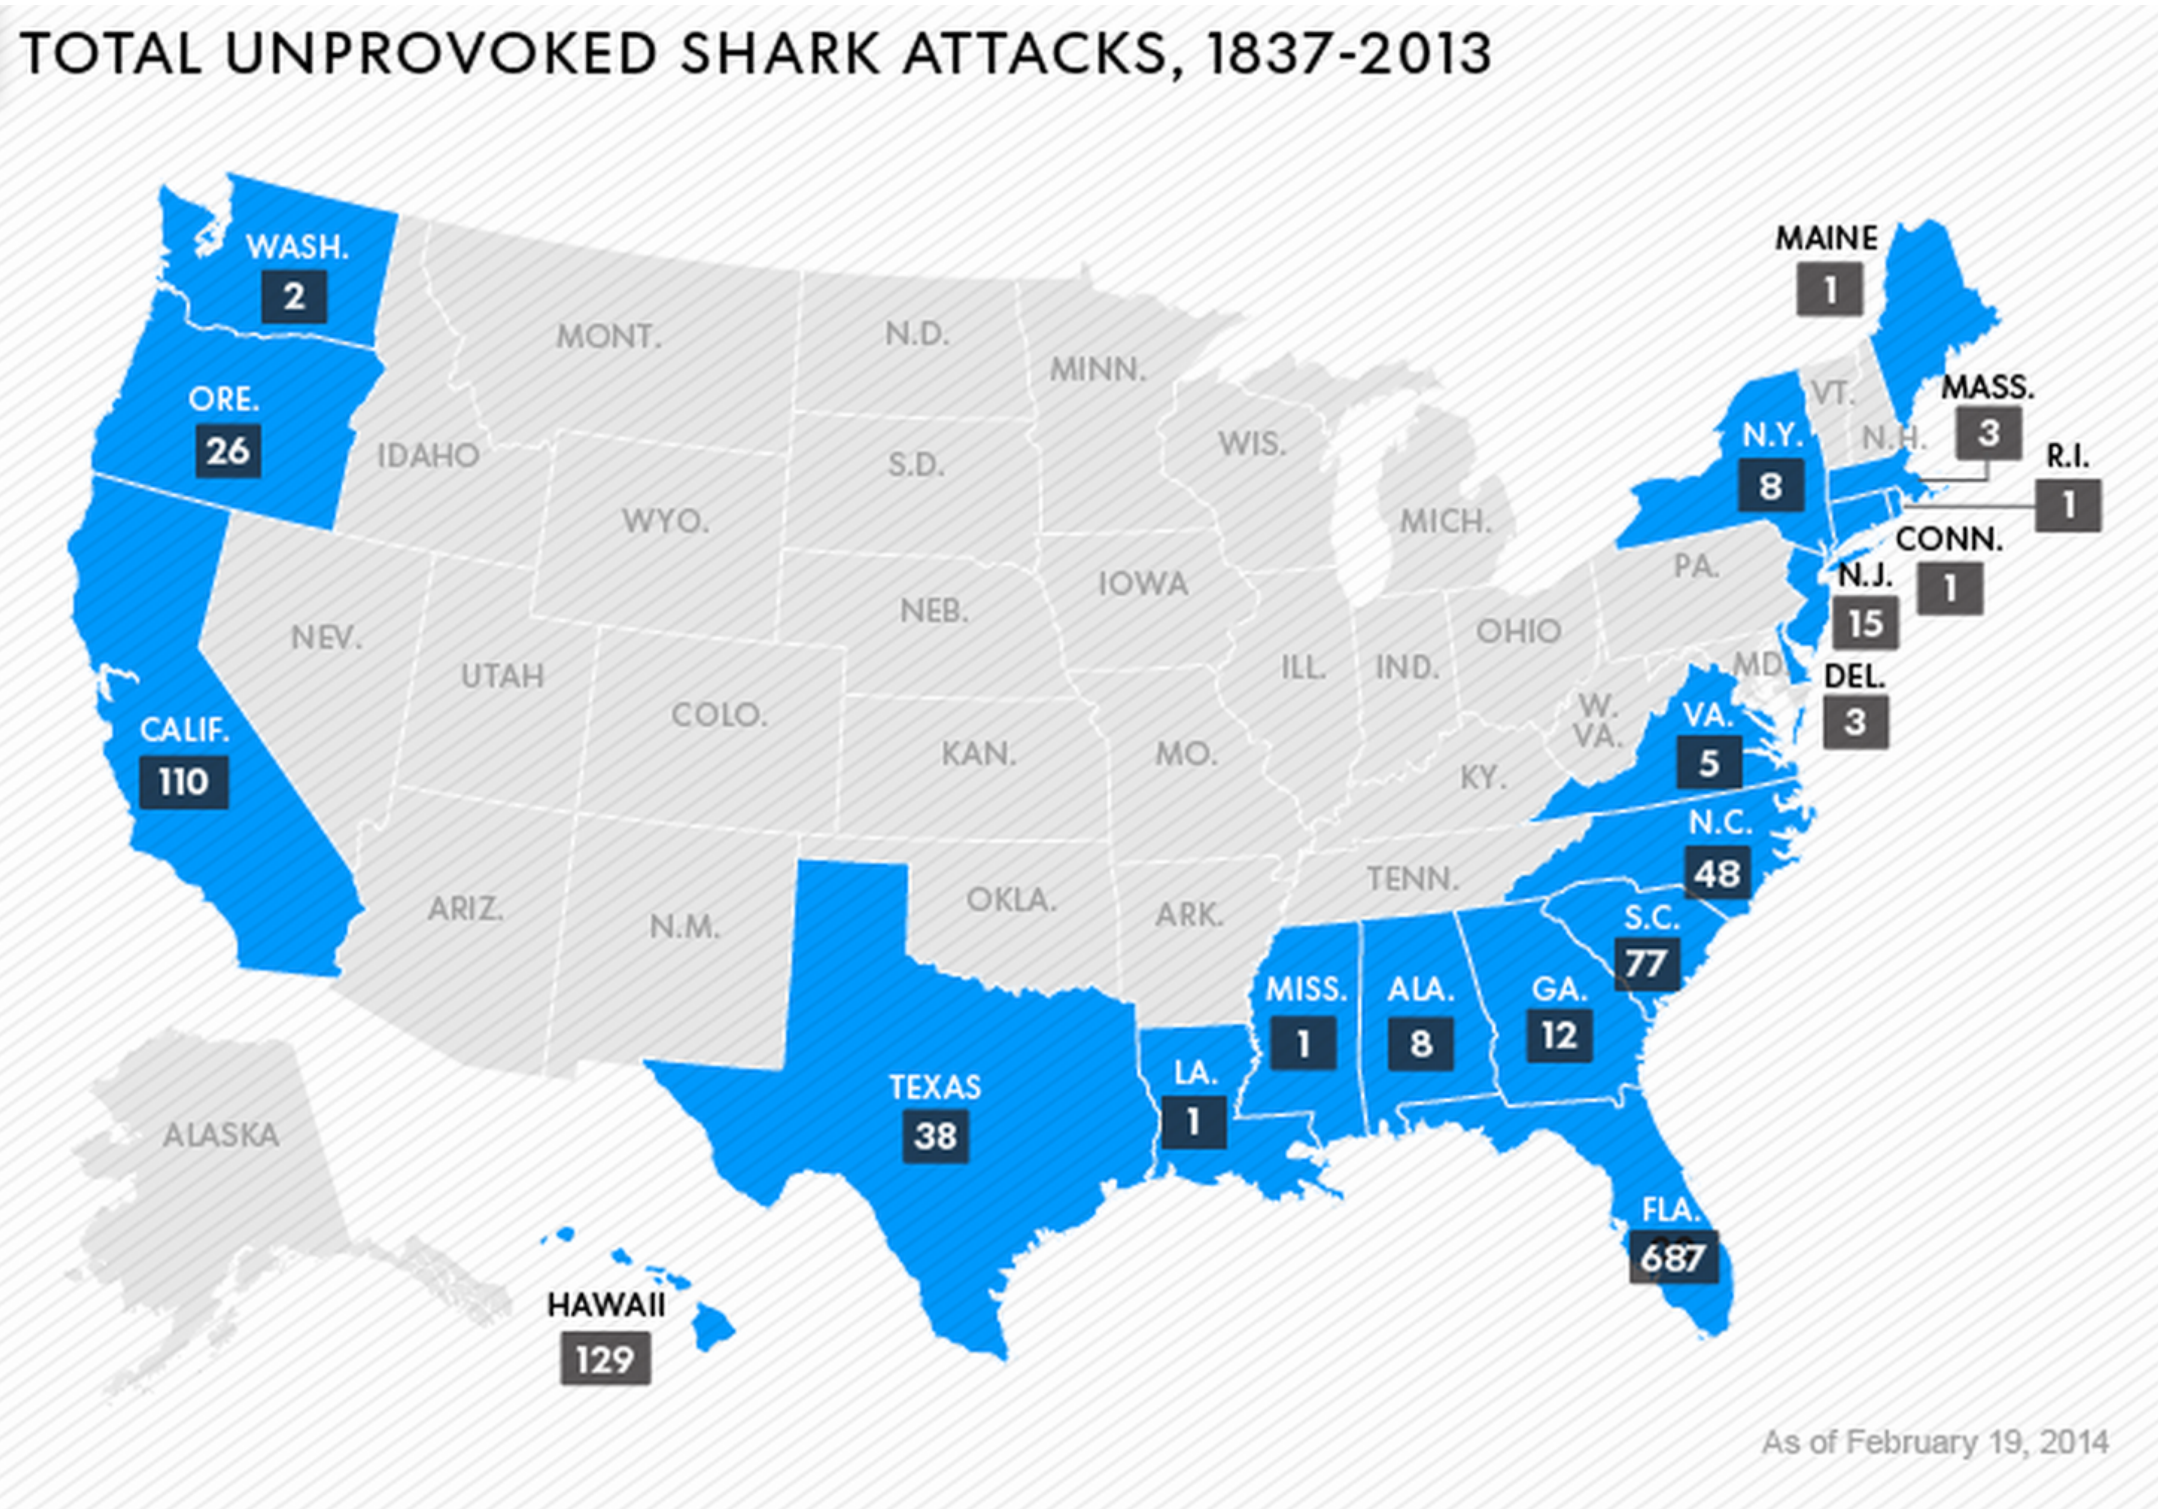 TOTAL UNPROVOKED SHARK ATTACKS, 1837-2013
WASH.
2
ORE.
26
CALIF.
110
NEV.
IDAHO
MONT.
WYO.
UTAH
COLO.
ARIZ.
N.M.
N.D.
S.D.
NEB.
KAN.
OKLA.
TEXAS
38
MINN.
IOWA
MO.
ARK.
LA.
1
WIS.
ILL.
IND.
MICH.
OHIO
KY.
TENN.
MISS.
1
ALA.
8
GA.
12
FLA.
687
S.C.
77
N.C.
48
VA.
5
W.
VA.
MD.
DEL.
3
PA.
N.J.
15
N.Y.
8
CONN.
1
R.I.
1
MASS.
3
VT.
N.H.
MAINE
1
ALASKA
HAWAII
129
As of February 19, 2014